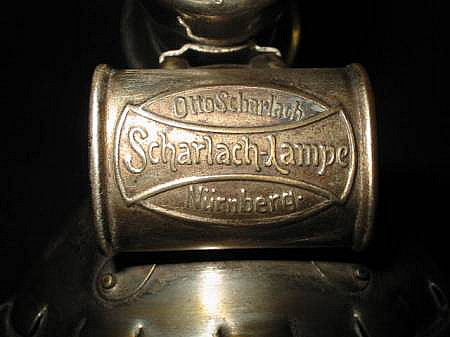 Otto Scharlach
Scharlach-Lampe
Nürnberg.